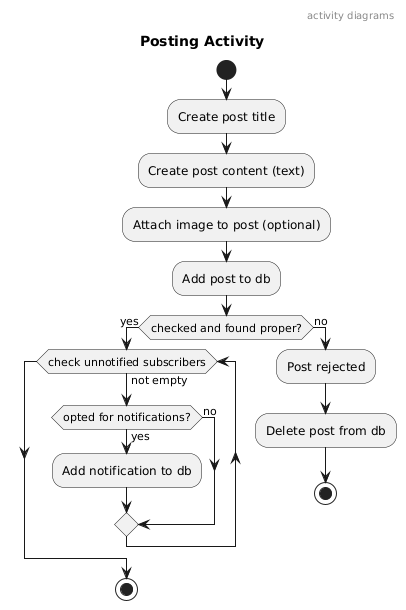 activity diagrams
Posting Activity
Create post title
Create post content (text)
Attach image to post (optional)
Add post to db
checked and found proper?
yes
no
check unnotified subscribers
not empty
opted for notifications?
yes
no
Add notification to db
Post rejected
Delete post from db